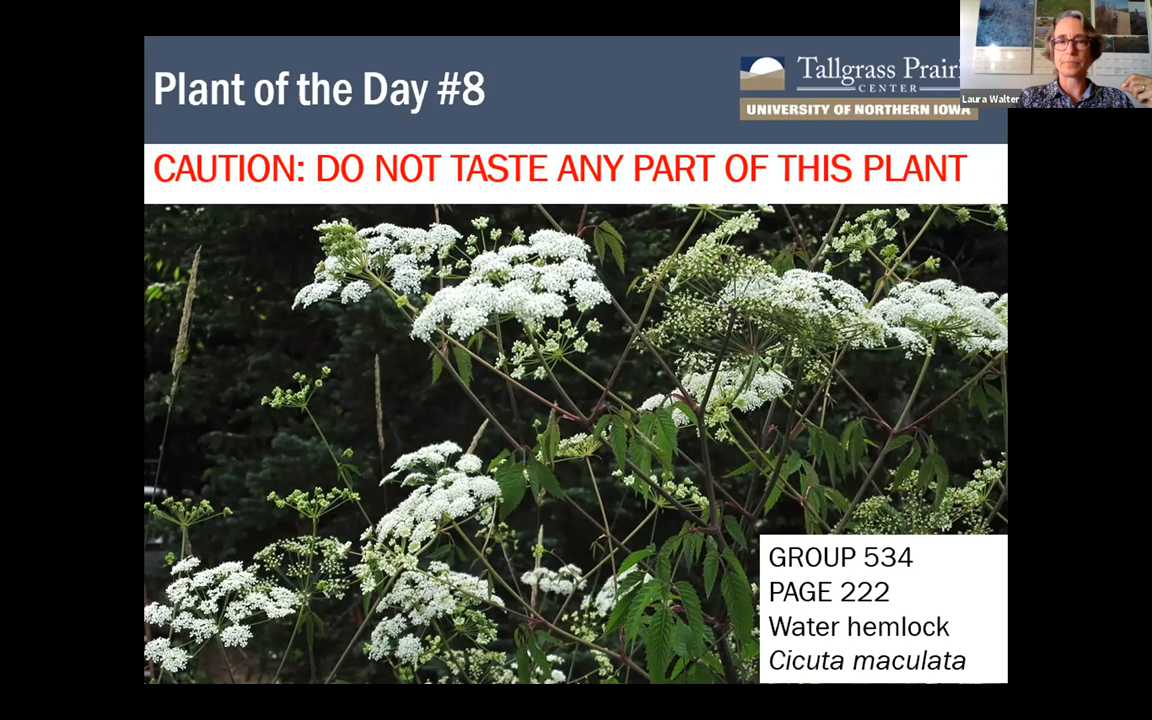 Plant of the Day #8
Tallgrass Prairi
CENTER
UNIVERSITY OF NORTHERN IOWA
Laura Walter
CAUTION: DO NOT TASTE ANY PART OF THIS PLANT
GROUP 534
PAGE 222
Water hemlock
Cicuta maculata